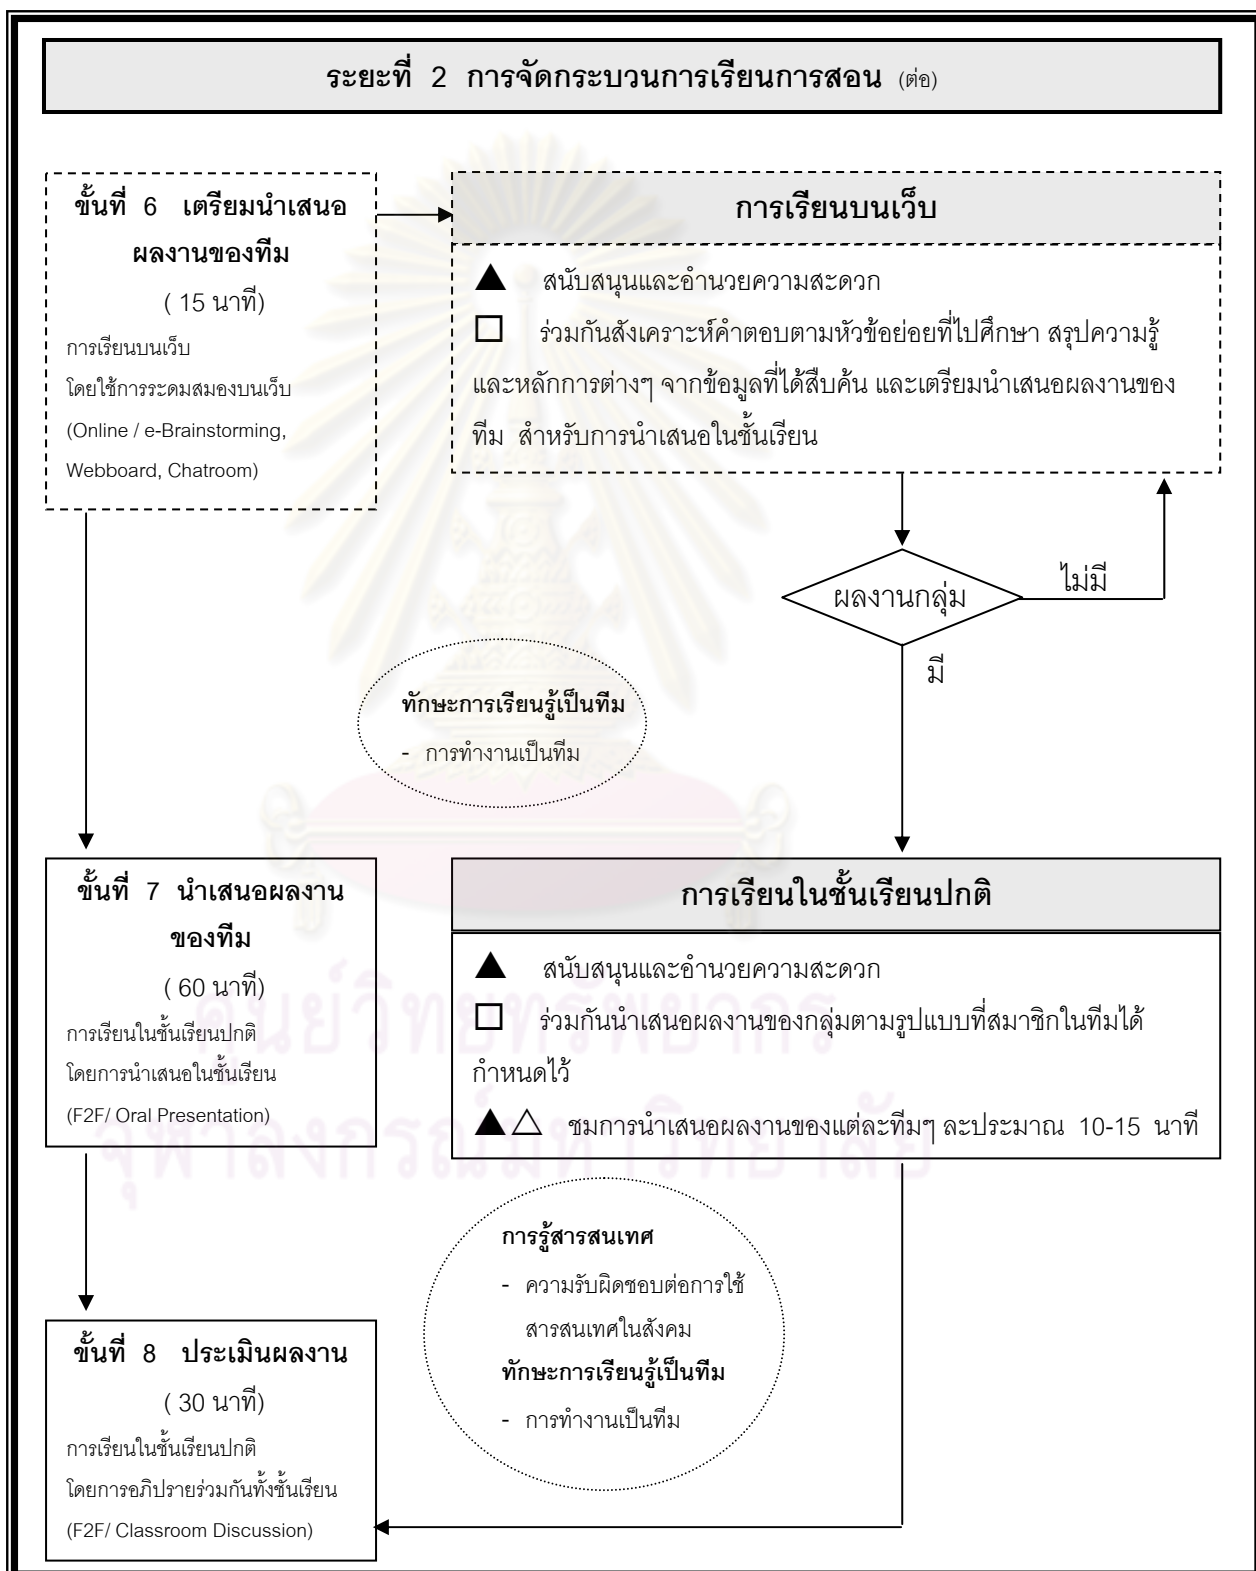 ระยะที่ 2 การจัดกระบวนการเรียนการสอน (ต่อ)
ขั้นที่ 6 เตรียมนำเสนอ
ผลงานของทีม
( 15 นาที)
การเรียนบนเว็บ
โดยใช้การระดมสมองบนเว็บ
(Online / e-Brainstorming,
Webboard, Chatroom)
การเรียนบนเว็บ
▲ สนับสนุนและอำนวยความสะดวก
□ ร่วมกันสังเคราะห์คำตอบตามหัวข้อย่อยที่ไปศึกษา สรุปความรู้
และหลักการต่างๆ จากข้อมูลที่ได้สืบค้น และเตรียมนำเสนอผลงานของ
ทีม สำหรับการนำเสนอในชั้นเรียน
ผลงานกลุ่ม
ไม่มี
มี
ทักษะการเรียนรู้เป็นทีม
- การทำงานเป็นทีม
ขั้นที่ 7 นำเสนอผลงาน
ของทีม
( 60 นาที)
การเรียนในชั้นเรียนปกติ
โดยการนำเสนอในชั้นเรียน
(F2F/ Oral Presentation)
การเรียนในชั้นเรียนปกติ
▲ สนับสนุนและอำนวยความสะดวก
□ ร่วมกันนำเสนอผลงานของกลุ่มตามรูปแบบที่สมาชิกในทีมได้
กำหนดไว้
▲△ ชมการนำเสนอผลงานของแต่ละทีมๆ ละประมาณ 10-15 นาที
ศูนย์วิทยทรัพยากร
จุฬาลงกรณ์มหาวิทยาลัย
การรู้สารสนเทศ
- ความรับผิดชอบต่อการใช้
สารสนเทศในสังคม
ทักษะการเรียนรู้เป็นทีม
- การทำงานเป็นทีม
ขั้นที่ 8 ประเมินผลงาน
( 30 นาที)
การเรียนในชั้นเรียนปกติ
โดยการอภิปรายร่วมกันทั้งชั้นเรียน
(F2F/ Classroom Discussion)